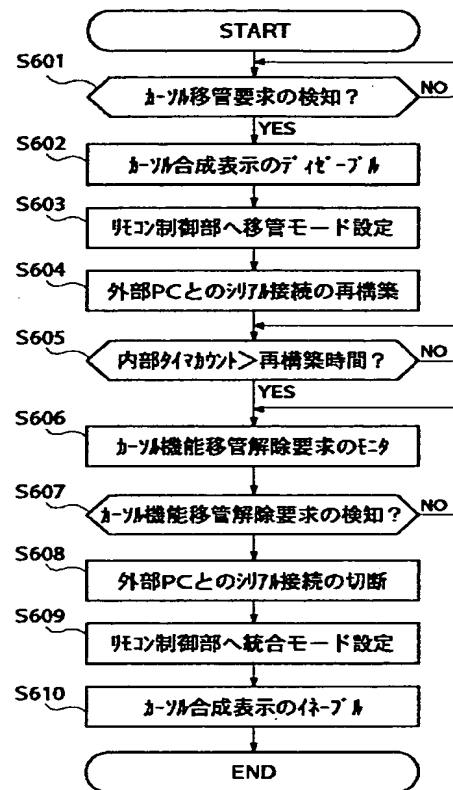 START
S601
カーソル移管要求の検知？
NO
YES
S602
カーソル合成表示のディゼーブル
S603
リモコン制御部へ移管モード設定
S604
外部PCとのシリアル接続の再構築
S605
内部タイマカウント＞再構築時間？
NO
YES
S606
カーソル機能移管解除要求のモニタ
S607
カーソル機能移管解除要求の検知？
NO
S608
外部PCとのシリアル接続の切断
S609
リモコン制御部へ統合モード設定
S610
カーソル合成表示のイネーブル
END